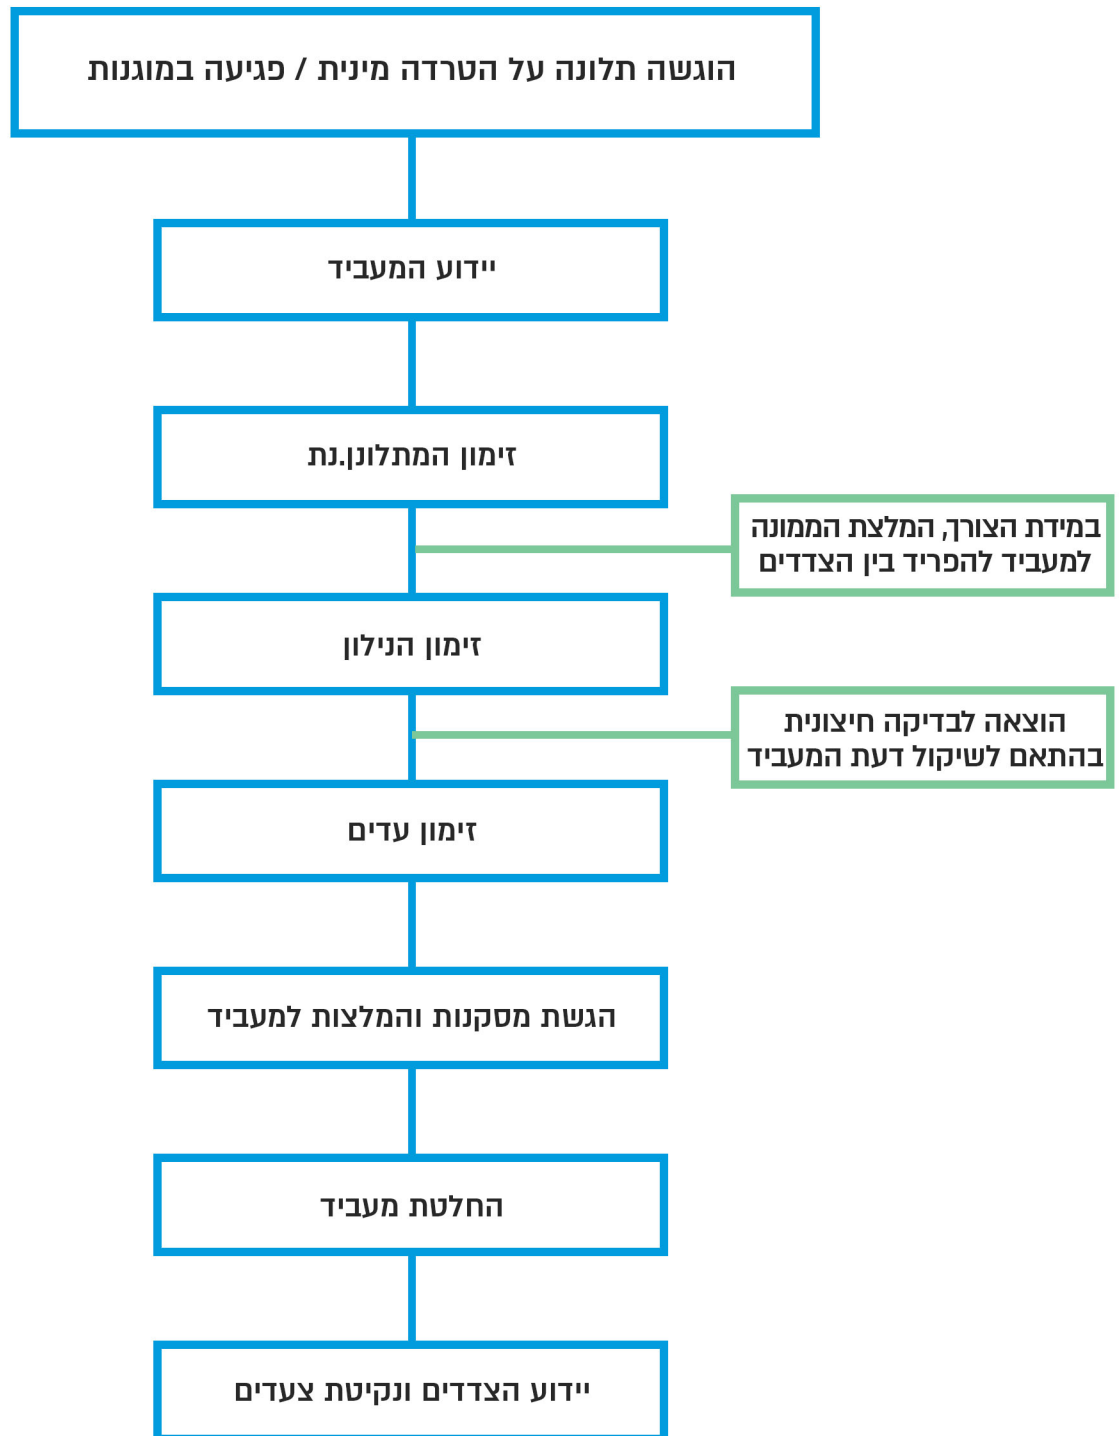 הוגשה תלונה על הטרדה מינית / פגיעה במוגנות
יידוע המעביד
זימון המתלונן.נת
במידת הצורך, המלצת הממונה
למעביד להפריד בין הצדדים
זימון הנילון
הוצאה לבדיקה חיצונית
בהתאם לשיקול דעת המעביד
זימון עדים
הגשת מסקנות והמלצות למעביד
החלטת מעביד
יידוע הצדדים ונקיטת צעדים